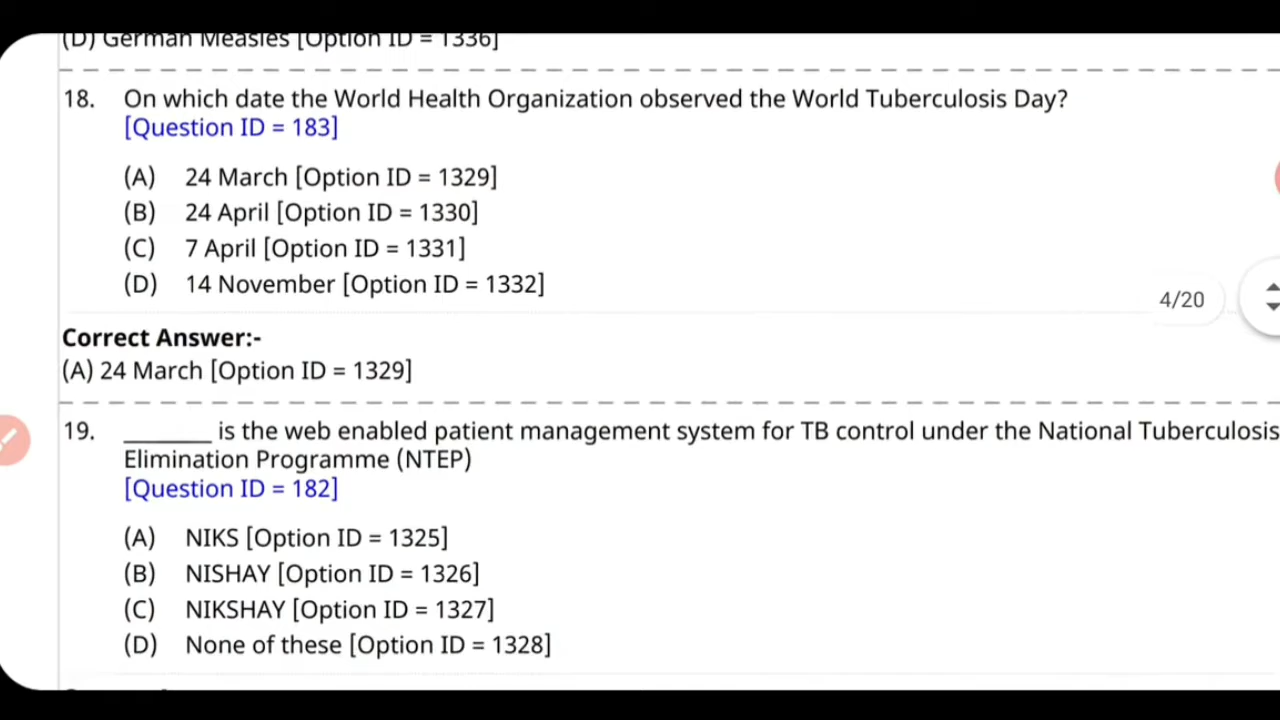 (D) German Measles [Option ID = 1336]
18. On which date the World Health Organization observed the World Tuberculosis Day?
[Question ID = 183]
(A) 24 March [Option ID = 1329]
(B) 24 April [Option ID = 1330]
(C) 7 April [Option ID = 1331]
(D) 14 November [Option ID = 1332]
4/20
Correct Answer:-
(A) 24 March [Option ID = 1329]
19. _______ is the web enabled patient management system for TB control under the National Tuberculosis
Elimination Programme (NTEP)
[Question ID = 182]
(A) NIKS [Option ID = 1325]
(B) NISHAY [Option ID = 1326]
(C) NIKSHAY [Option ID = 1327]
(D) None of these [Option ID = 1328]